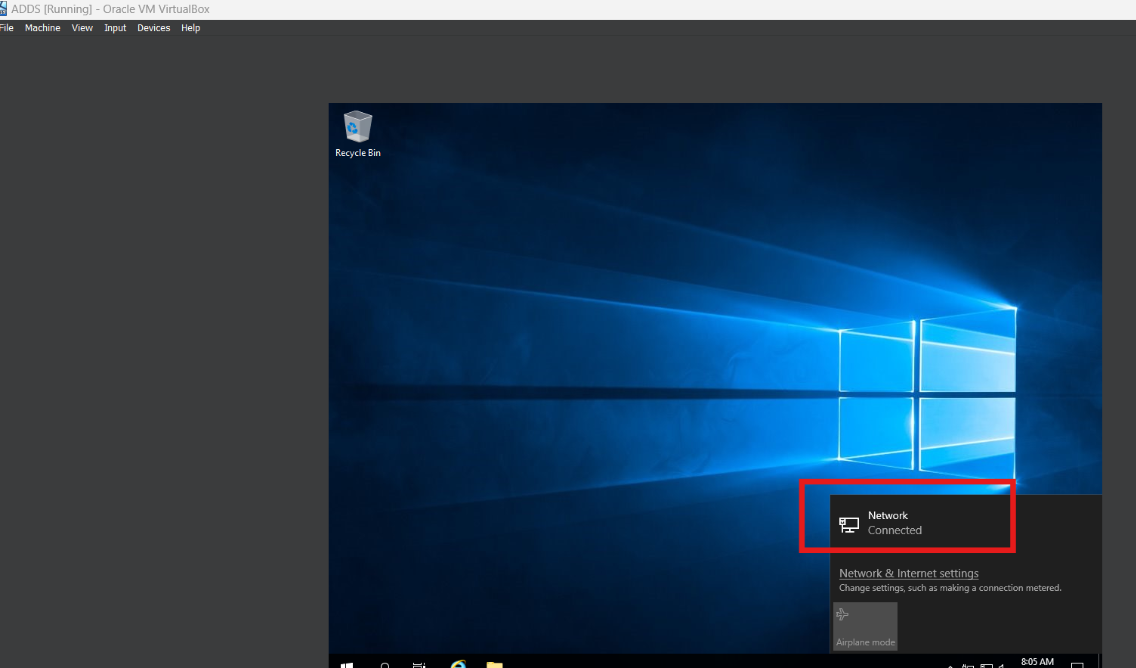 ADDS [Running] - Oracle VM VirtualBox
File Machine View Input Devices Help
Recycle Bin
Network
Connected
Network & Internet settings
Change settings, such as making a connection metered.
Airplane mode
8:05 AM